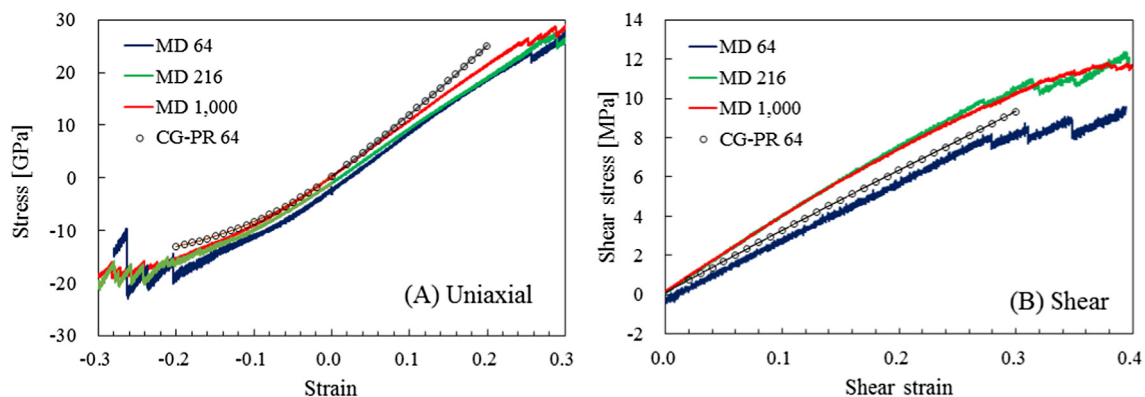 30
20
10
0
-10
-20
-30
Stress [GPa]
MD 64
MD 216
MD 1,000
CG-PR 64
(A) Uniaxial
-0.3 -0.2 -0.1 0.0 0.1 0.2 0.3
Strain
14
12
10
8
6
4
2
0
-2
Shear stress [MPa]
MD 64
MD 216
MD 1,000
CG-PR 64
(B) Shear
0.0 0.1 0.2 0.3 0.4
Shear strain